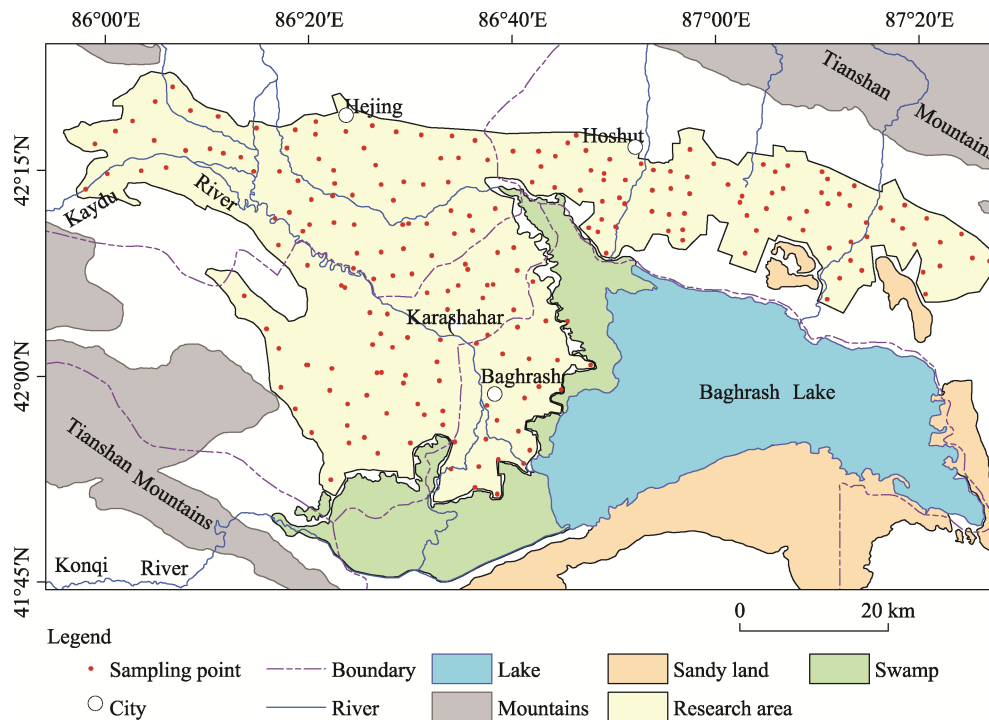 86°00′E 86°20′E 86°40′E 87°00′E 87°20′E
Tianshan Mountains
Hejing
Hoshut
42°15′N
Kaydu River
Karashahar
42°00′N
Baghrash
Baghrash Lake
Tianshan Mountains
Konqi River
41°45′N
0 20 km
Legend
Sampling point Boundary Lake Sandy land Swamp
City River Mountains Research area